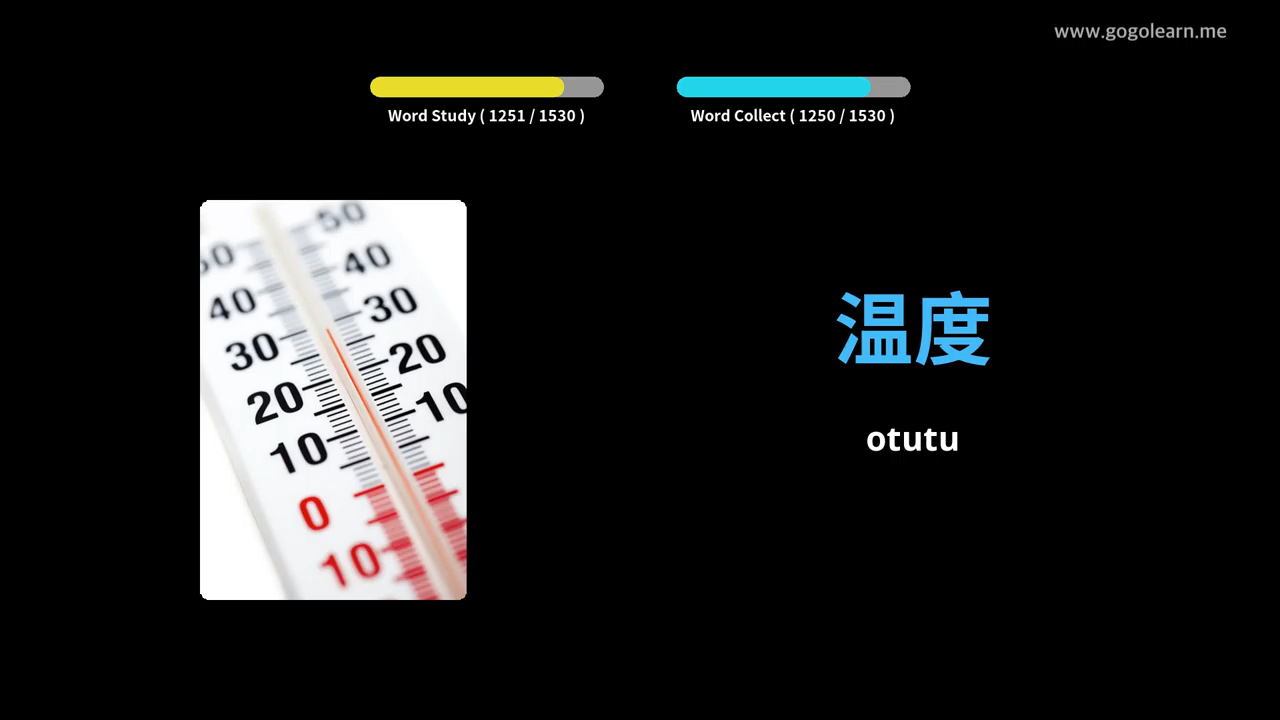 www.gogolearn.me
Word Study ( 1251 / 1530 )
Word Collect ( 1250 / 1530 )
50
40
30
20
10
40
30
20
10
0
10
温度
otutu